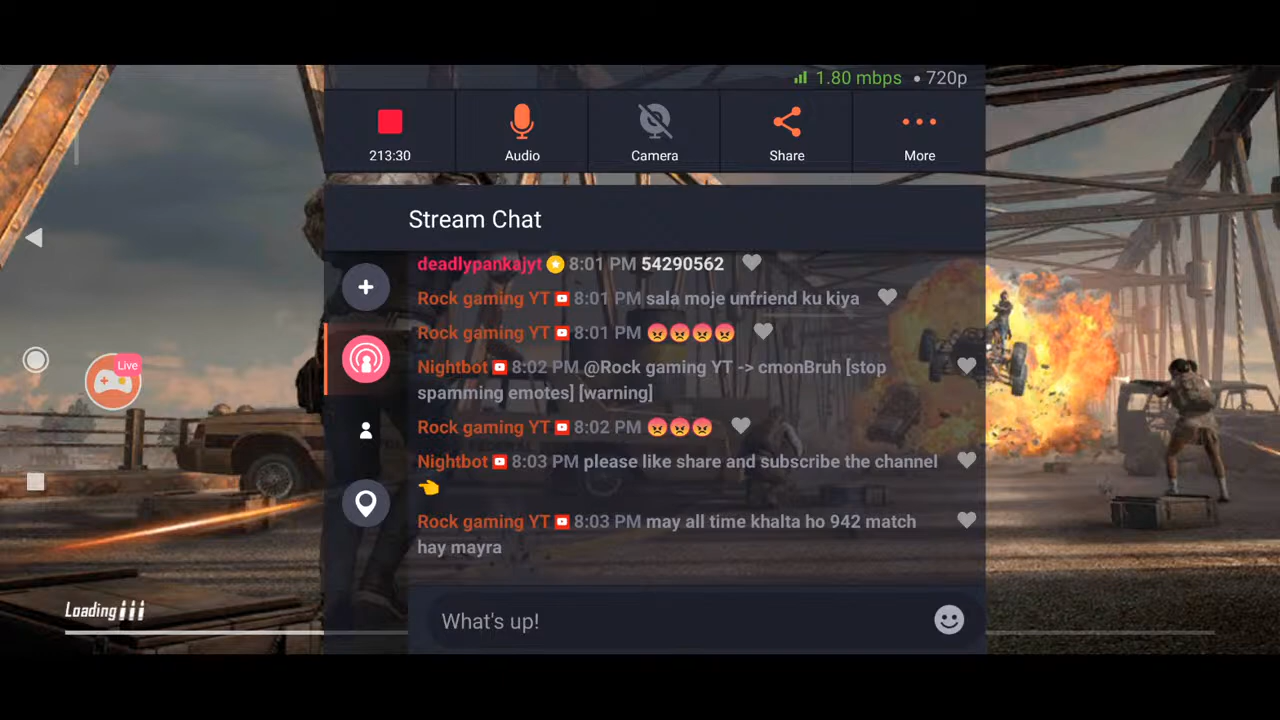 1.80 mbps • 720p
213:30 Audio Camera Share More
Stream Chat
deadlypankajyt 8:01 PM 54290562
Rock gaming YT 8:01 PM sala moje unfriend ku kiya
Rock gaming YT 8:01 PM 😡😡😡😡
Live
Nightbot 8:02 PM @Rock gaming YT -> cmonBruh [stop
spamming emotes] [warning]
Rock gaming YT 8:02 PM 😡😡😡
Nightbot 8:03 PM please like share and subscribe the channel
👈
Rock gaming YT 8:03 PM may all time khalta ho 942 match
hay mayra
Loading
What's up!